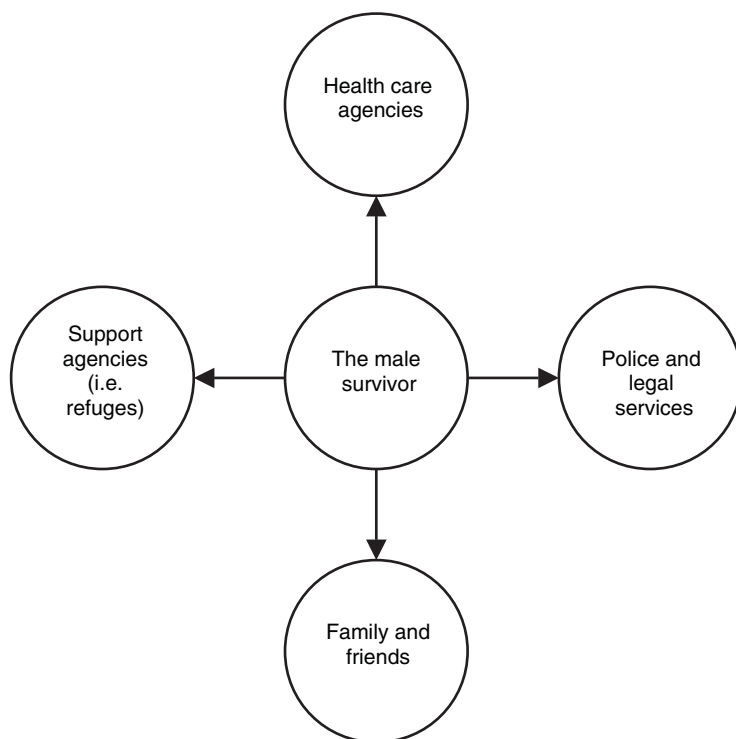 Health care
agencies
Support
agencies
(i.e.
refuges)
The male
survivor
Police and
legal
services
Family and
friends